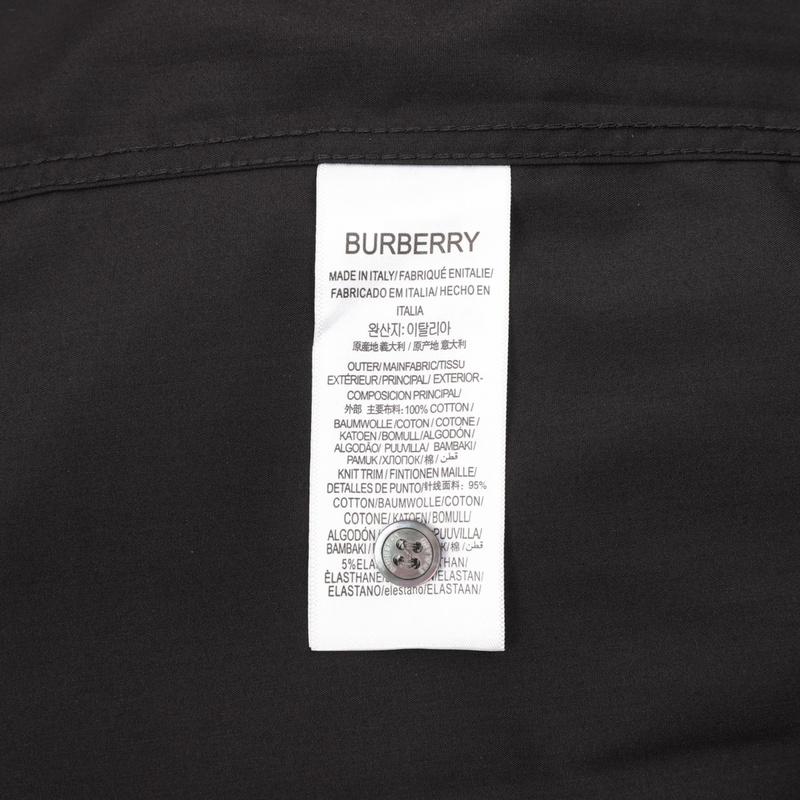 BURBERRY
MADE IN ITALY/ FABRIQUÉ ENITALIE/
FABRICADO EM ITALIA/ HECHO EN
ITALIA
완산지: 이탈리아
原産地 義大利 / 原产地 意大利
OUTER/ MAINFABRIC/TISSU
EXTÉRIEUR/PRINCIPAL/ EXTERIOR-
COMPOSICION PRINCIPAL/
外部 主要布料: 100% COTTON /
BAUMWOLLE /COTON / COTONE /
KATOEN /BOMULL/ALGODÓN/
ALGODÃO/ PUUVILLA/ BAMBAKI/
PAMUK /ХЛОПОК/棉 / قطن
KNIT TRIM / FINTIONEN MAILLE/
DETALLES DE PUNTO/针线面料: 95%
COTTON/BAUMWOLLE/COTON/
COTONE/ KATOEN /BOMULL/
ALGODÓN PUUVILLA/
BAMBAKI /棉 / قطن
5%
ÈLASTHANE ELASTAN/
ELASTANO/elestano/ELASTAAN/